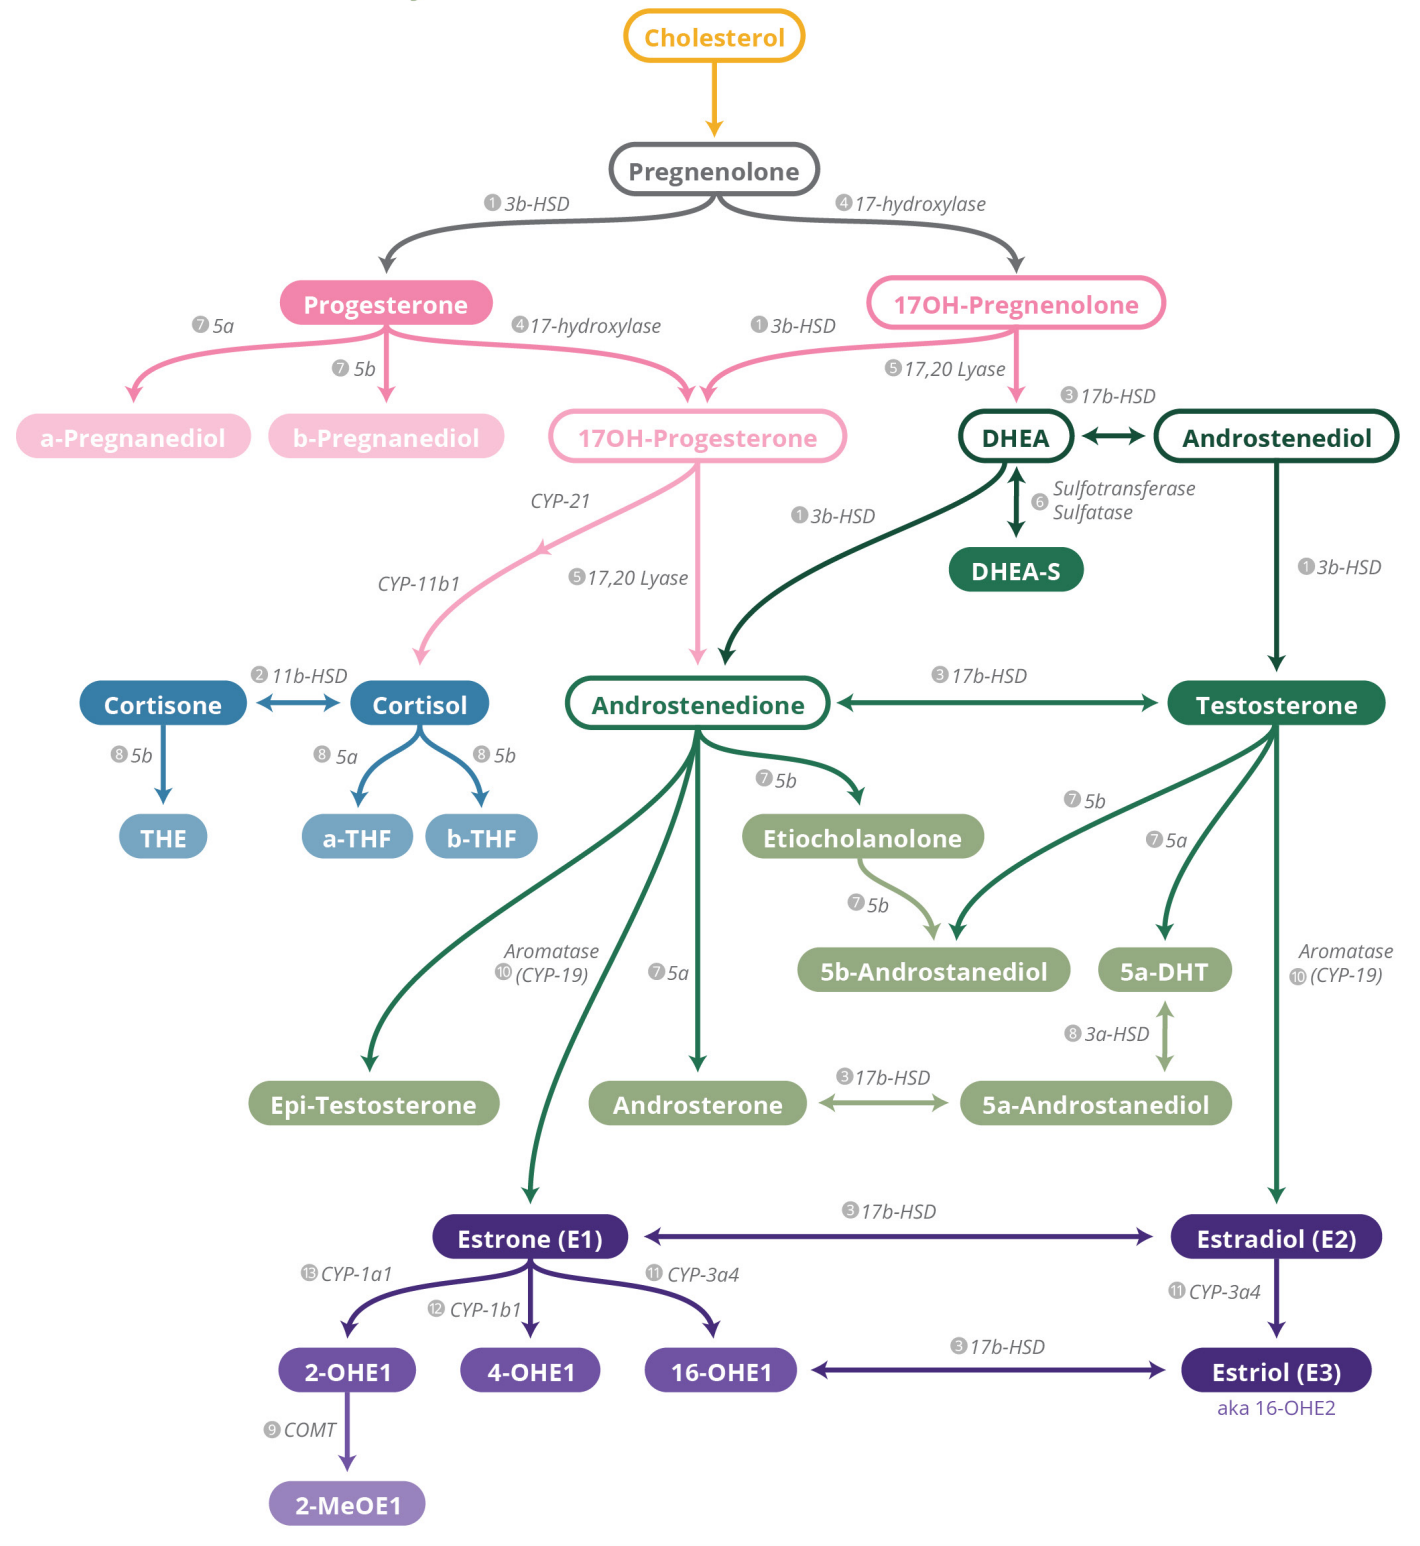 Cholesterol
Pregnenolone
1 3b-HSD
4 17-hydroxylase
Progesterone
17OH-Pregnenolone
7 5a
4 17-hydroxylase
1 3b-HSD
7 5b
5 17,20 Lyase
3 17b-HSD
a-Pregnanediol
b-Pregnanediol
17OH-Progesterone
DHEA
Androstenediol
CYP-21
6 Sulfotransferase
Sulfatase
1 3b-HSD
DHEA-S
1 3b-HSD
CYP-11b1
5 17,20 Lyase
2 11b-HSD
3 17b-HSD
Cortisone
Cortisol
Androstenedione
Testosterone
8 5b
8 5a
8 5b
7 5b
7 5b
THE
a-THF
b-THF
Etiocholanolone
7 5a
7 5b
Aromatase
10 (CYP-19)
7 5a
5b-Androstanediol
5a-DHT
Aromatase
10 (CYP-19)
8 3a-HSD
3 17b-HSD
Epi-Testosterone
Androsterone
5a-Androstanediol
3 17b-HSD
Estrone (E1)
Estradiol (E2)
13 CYP-1a1
12 CYP-1b1
11 CYP-3a4
11 CYP-3a4
3 17b-HSD
2-OHE1
4-OHE1
16-OHE1
Estriol (E3)
aka 16-OHE2
9 COMT
2-MeOE1